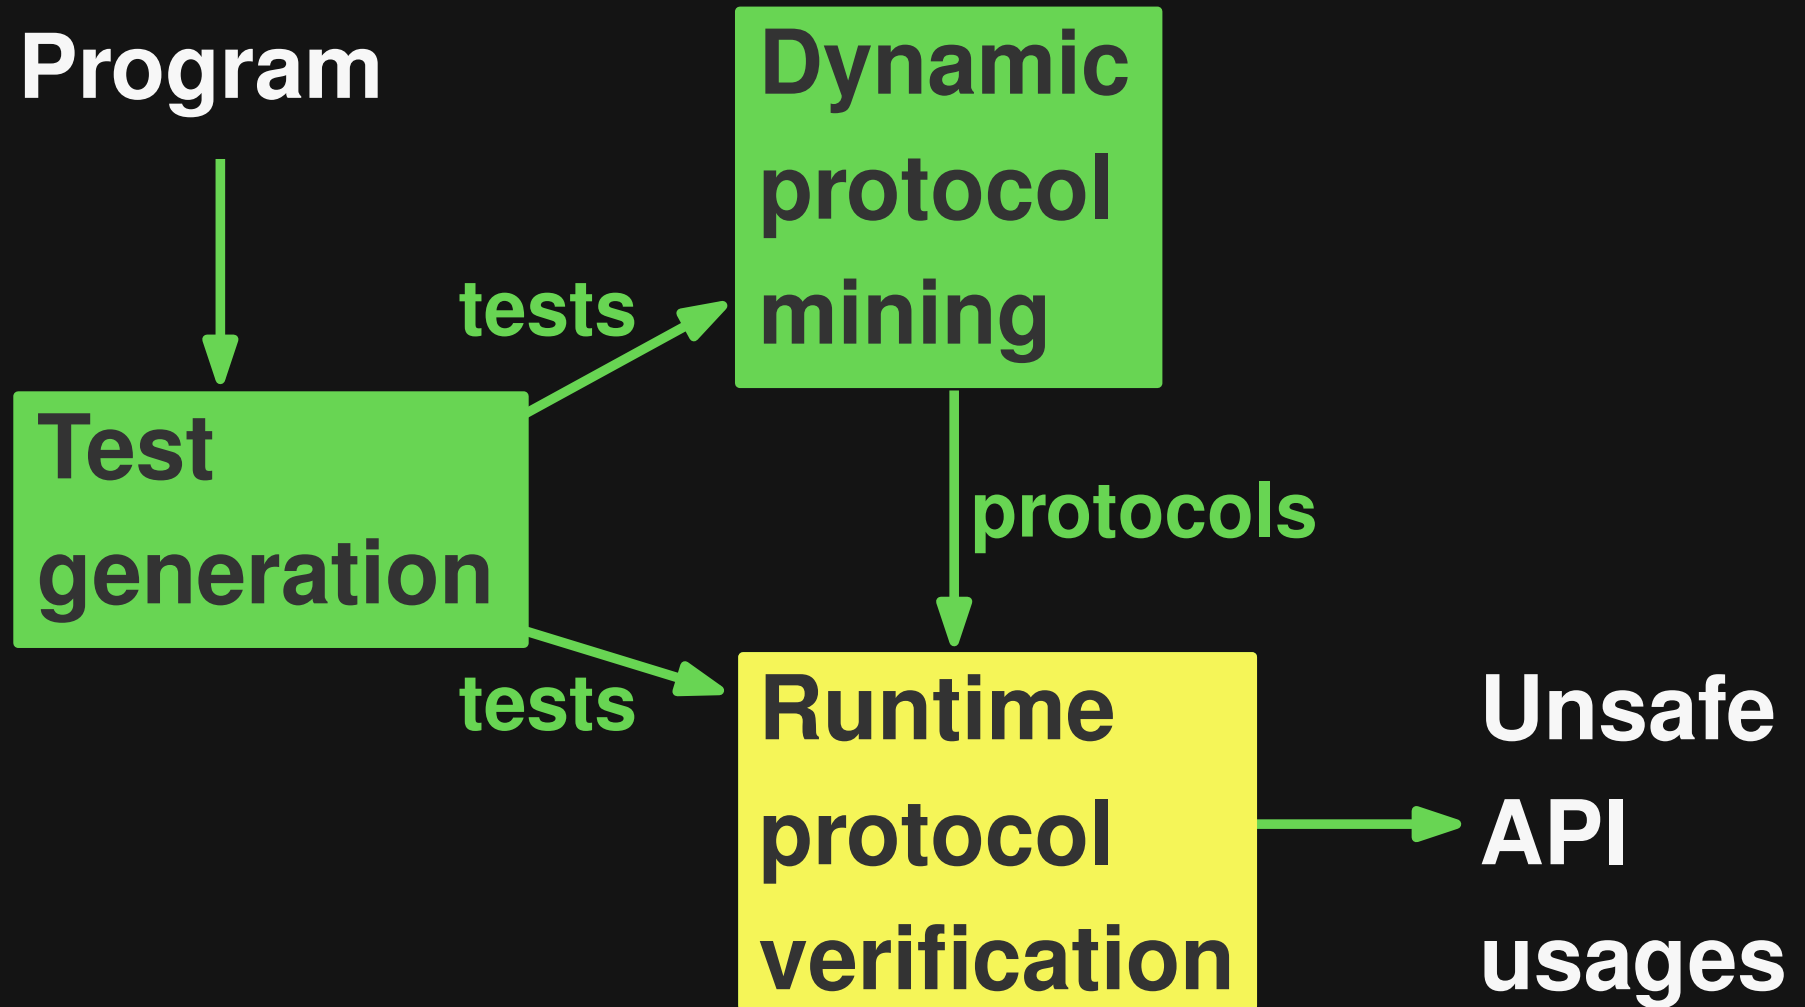 Program
Dynamic
protocol
mining
tests
Test
generation
protocols
tests
Runtime
protocol
verification
Unsafe
API
usages